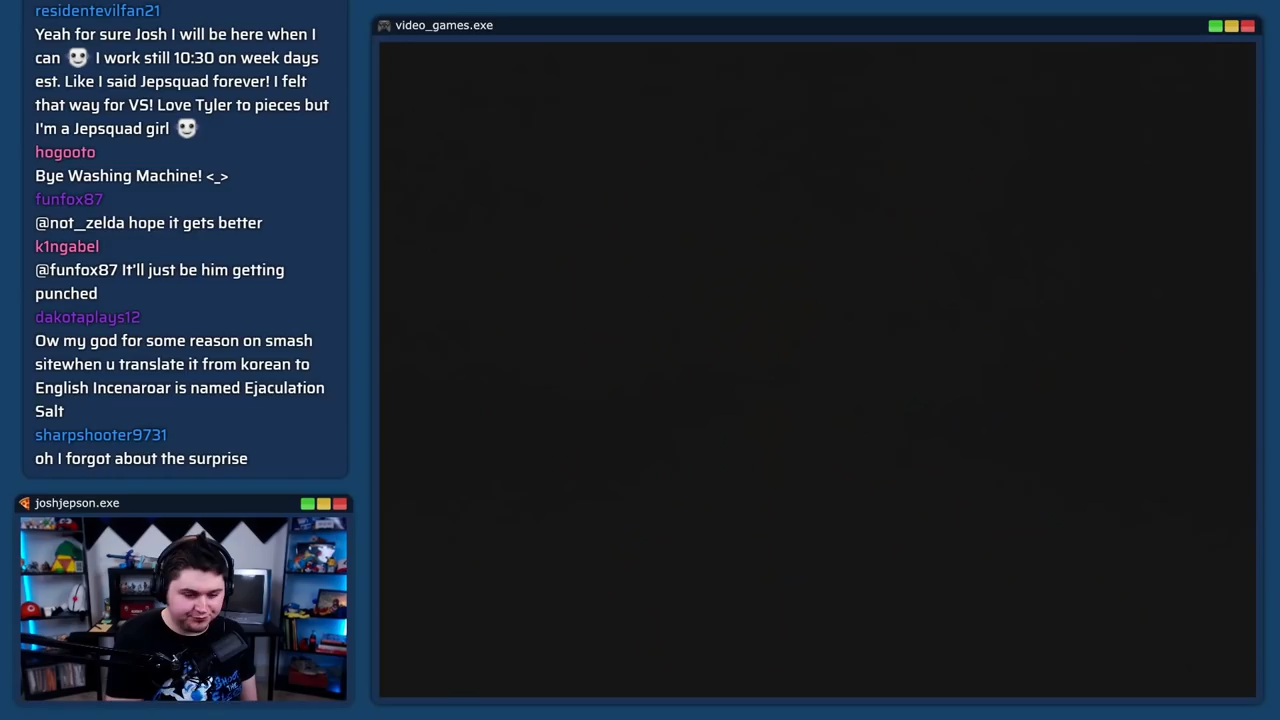 residentevilfan21
Yeah for sure Josh I will be here when I
can I work still 10:30 on week days
est. Like I said Jepsquad forever! I felt
that way for VS! Love Tyler to pieces but
I'm a Jepsquad girl
hogooto
Bye Washing Machine! <_>
funfox87
@not__zelda hope it gets better
k1ngabel
@funfox87 It'll just be him getting
punched
dakotaplays12
Ow my god for some reason on smash
sitewhen u translate it from korean to
English Incenaroar is named Ejaculation
Salt
sharpshooter9731
oh I forgot about the surprise
joshjepson.exe
video_games.exe